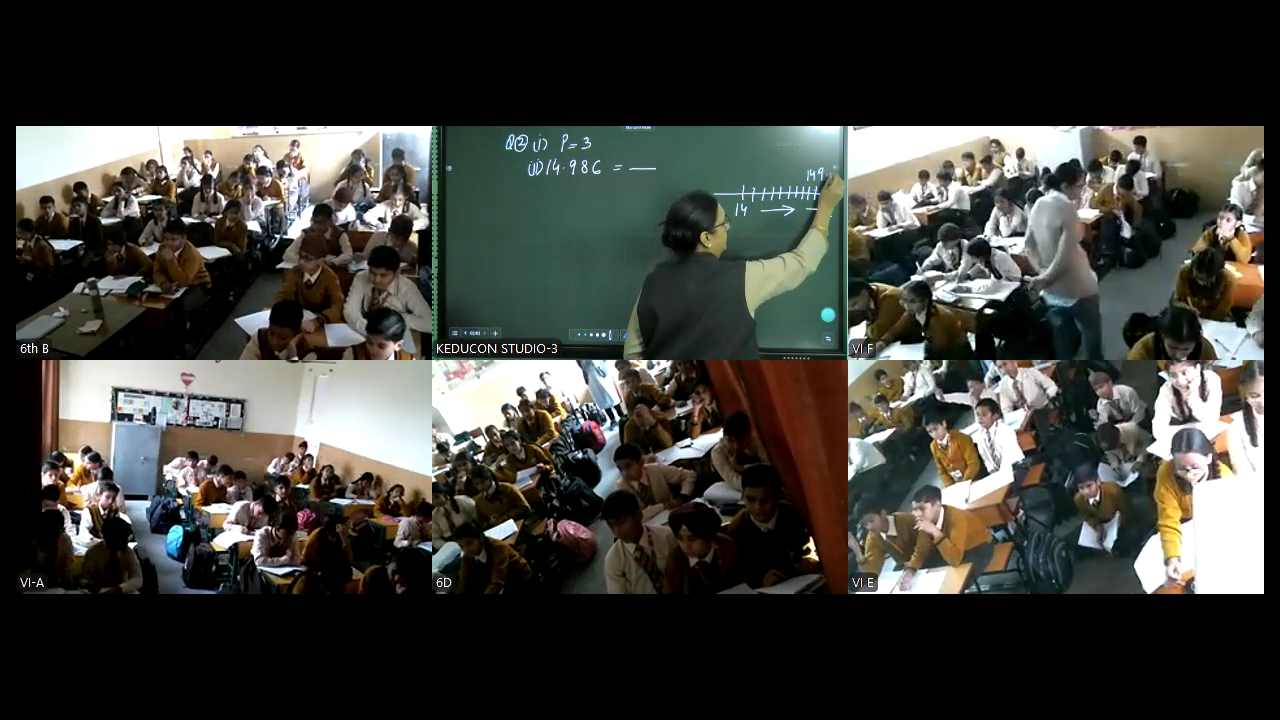 Q② (i) P = 3
(ii) 14.986 = ___
149
14 →
6th B
KEDUCON STUDIO-3
VI F
VI-A
6D
VI E